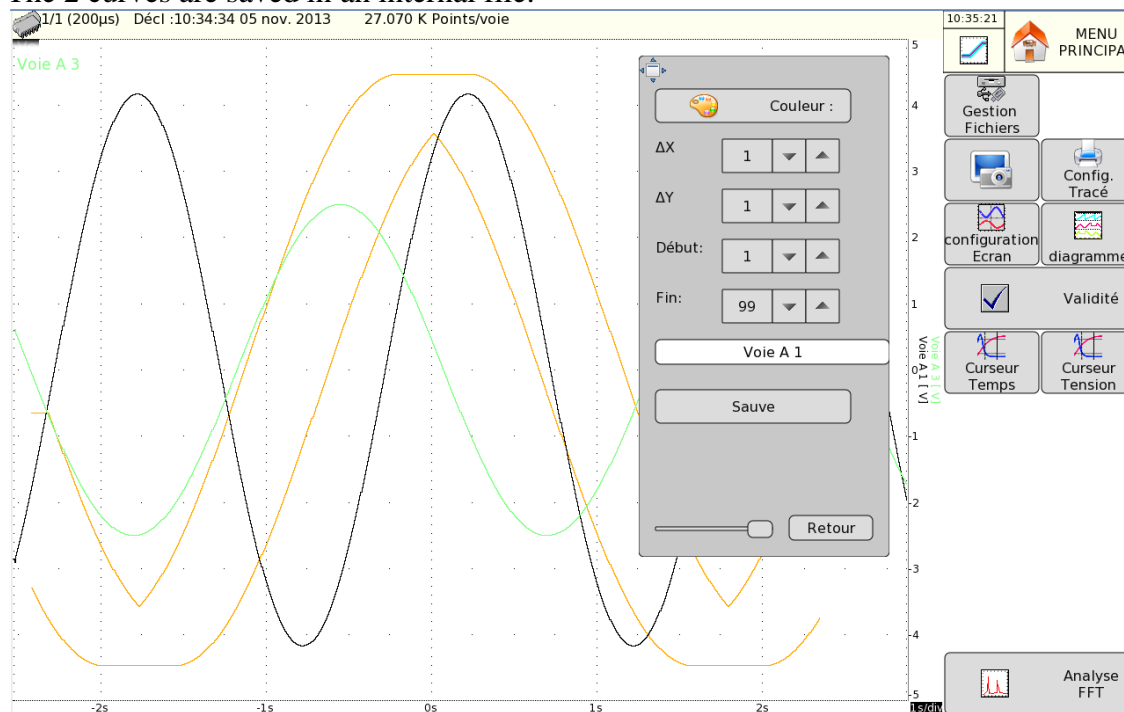 The 2 curves are saved in an internal file.
1/1 (200µs) Décl :10:34:34 05 nov. 2013 27.070 K Points/voie
10:35:21
MENU
PRINCIPA
Voie A 3
5
4
3
2
1
0
-1
-2
-3
-4
-5
Voie A 1 [ V]
Voie A 3 [ V]
-2s
-1s
0s
1s
2s
1s/div
Couleur :
ΔX
1
ΔY
1
Début:
1
Fin:
99
Voie A 1
Sauve
Retour
Gestion
Fichiers
Config.
Tracé
configuration
Ecran
diagramme
Validité
Curseur
Temps
Curseur
Tension
Analyse
FFT